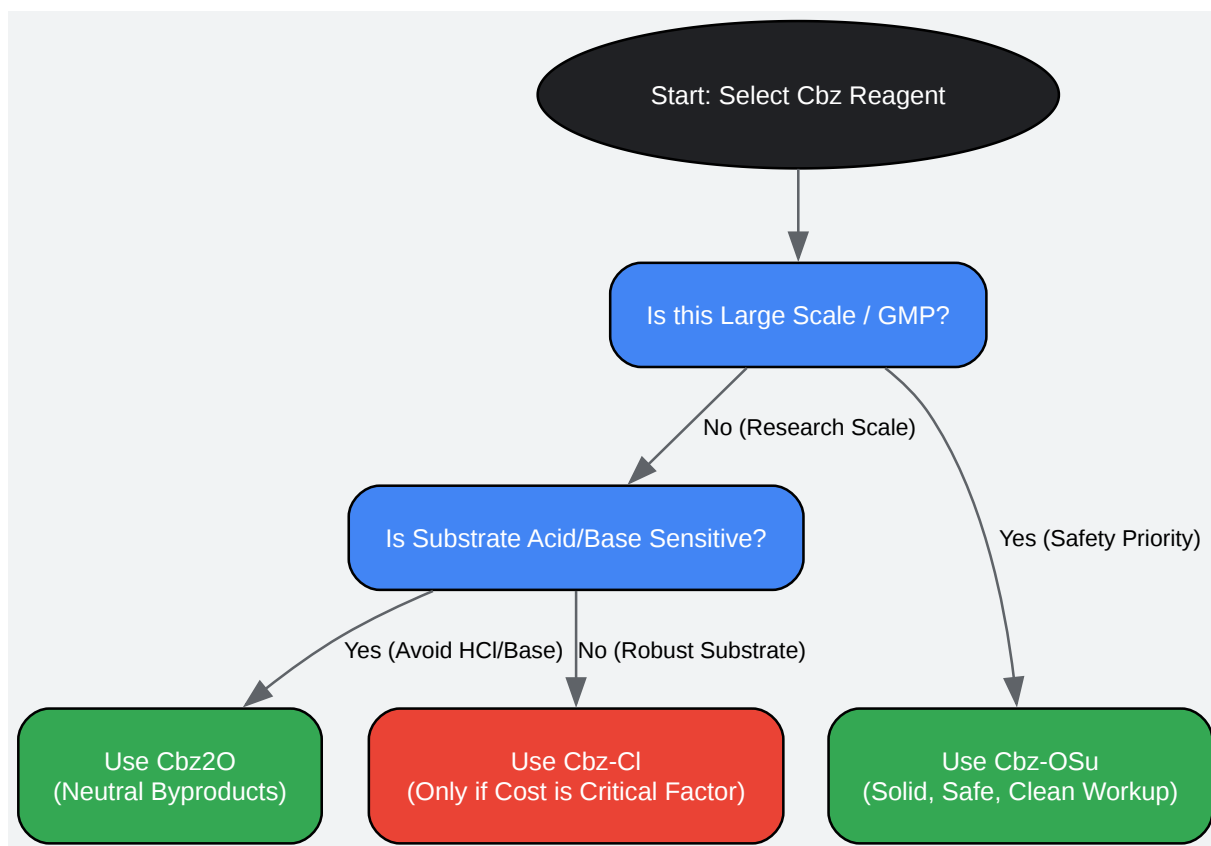 Start: Select Cbz Reagent
Is this Large Scale / GMP?
No (Research Scale)
Is Substrate Acid/Base Sensitive?
Yes (Safety Priority)
Yes (Avoid HCl/Base)
No (Robust Substrate)
Use Cbz2O
(Neutral Byproducts)
Use Cbz-Cl
(Only if Cost is Critical Factor)
Use Cbz-OSu
(Solid, Safe, Clean Workup)